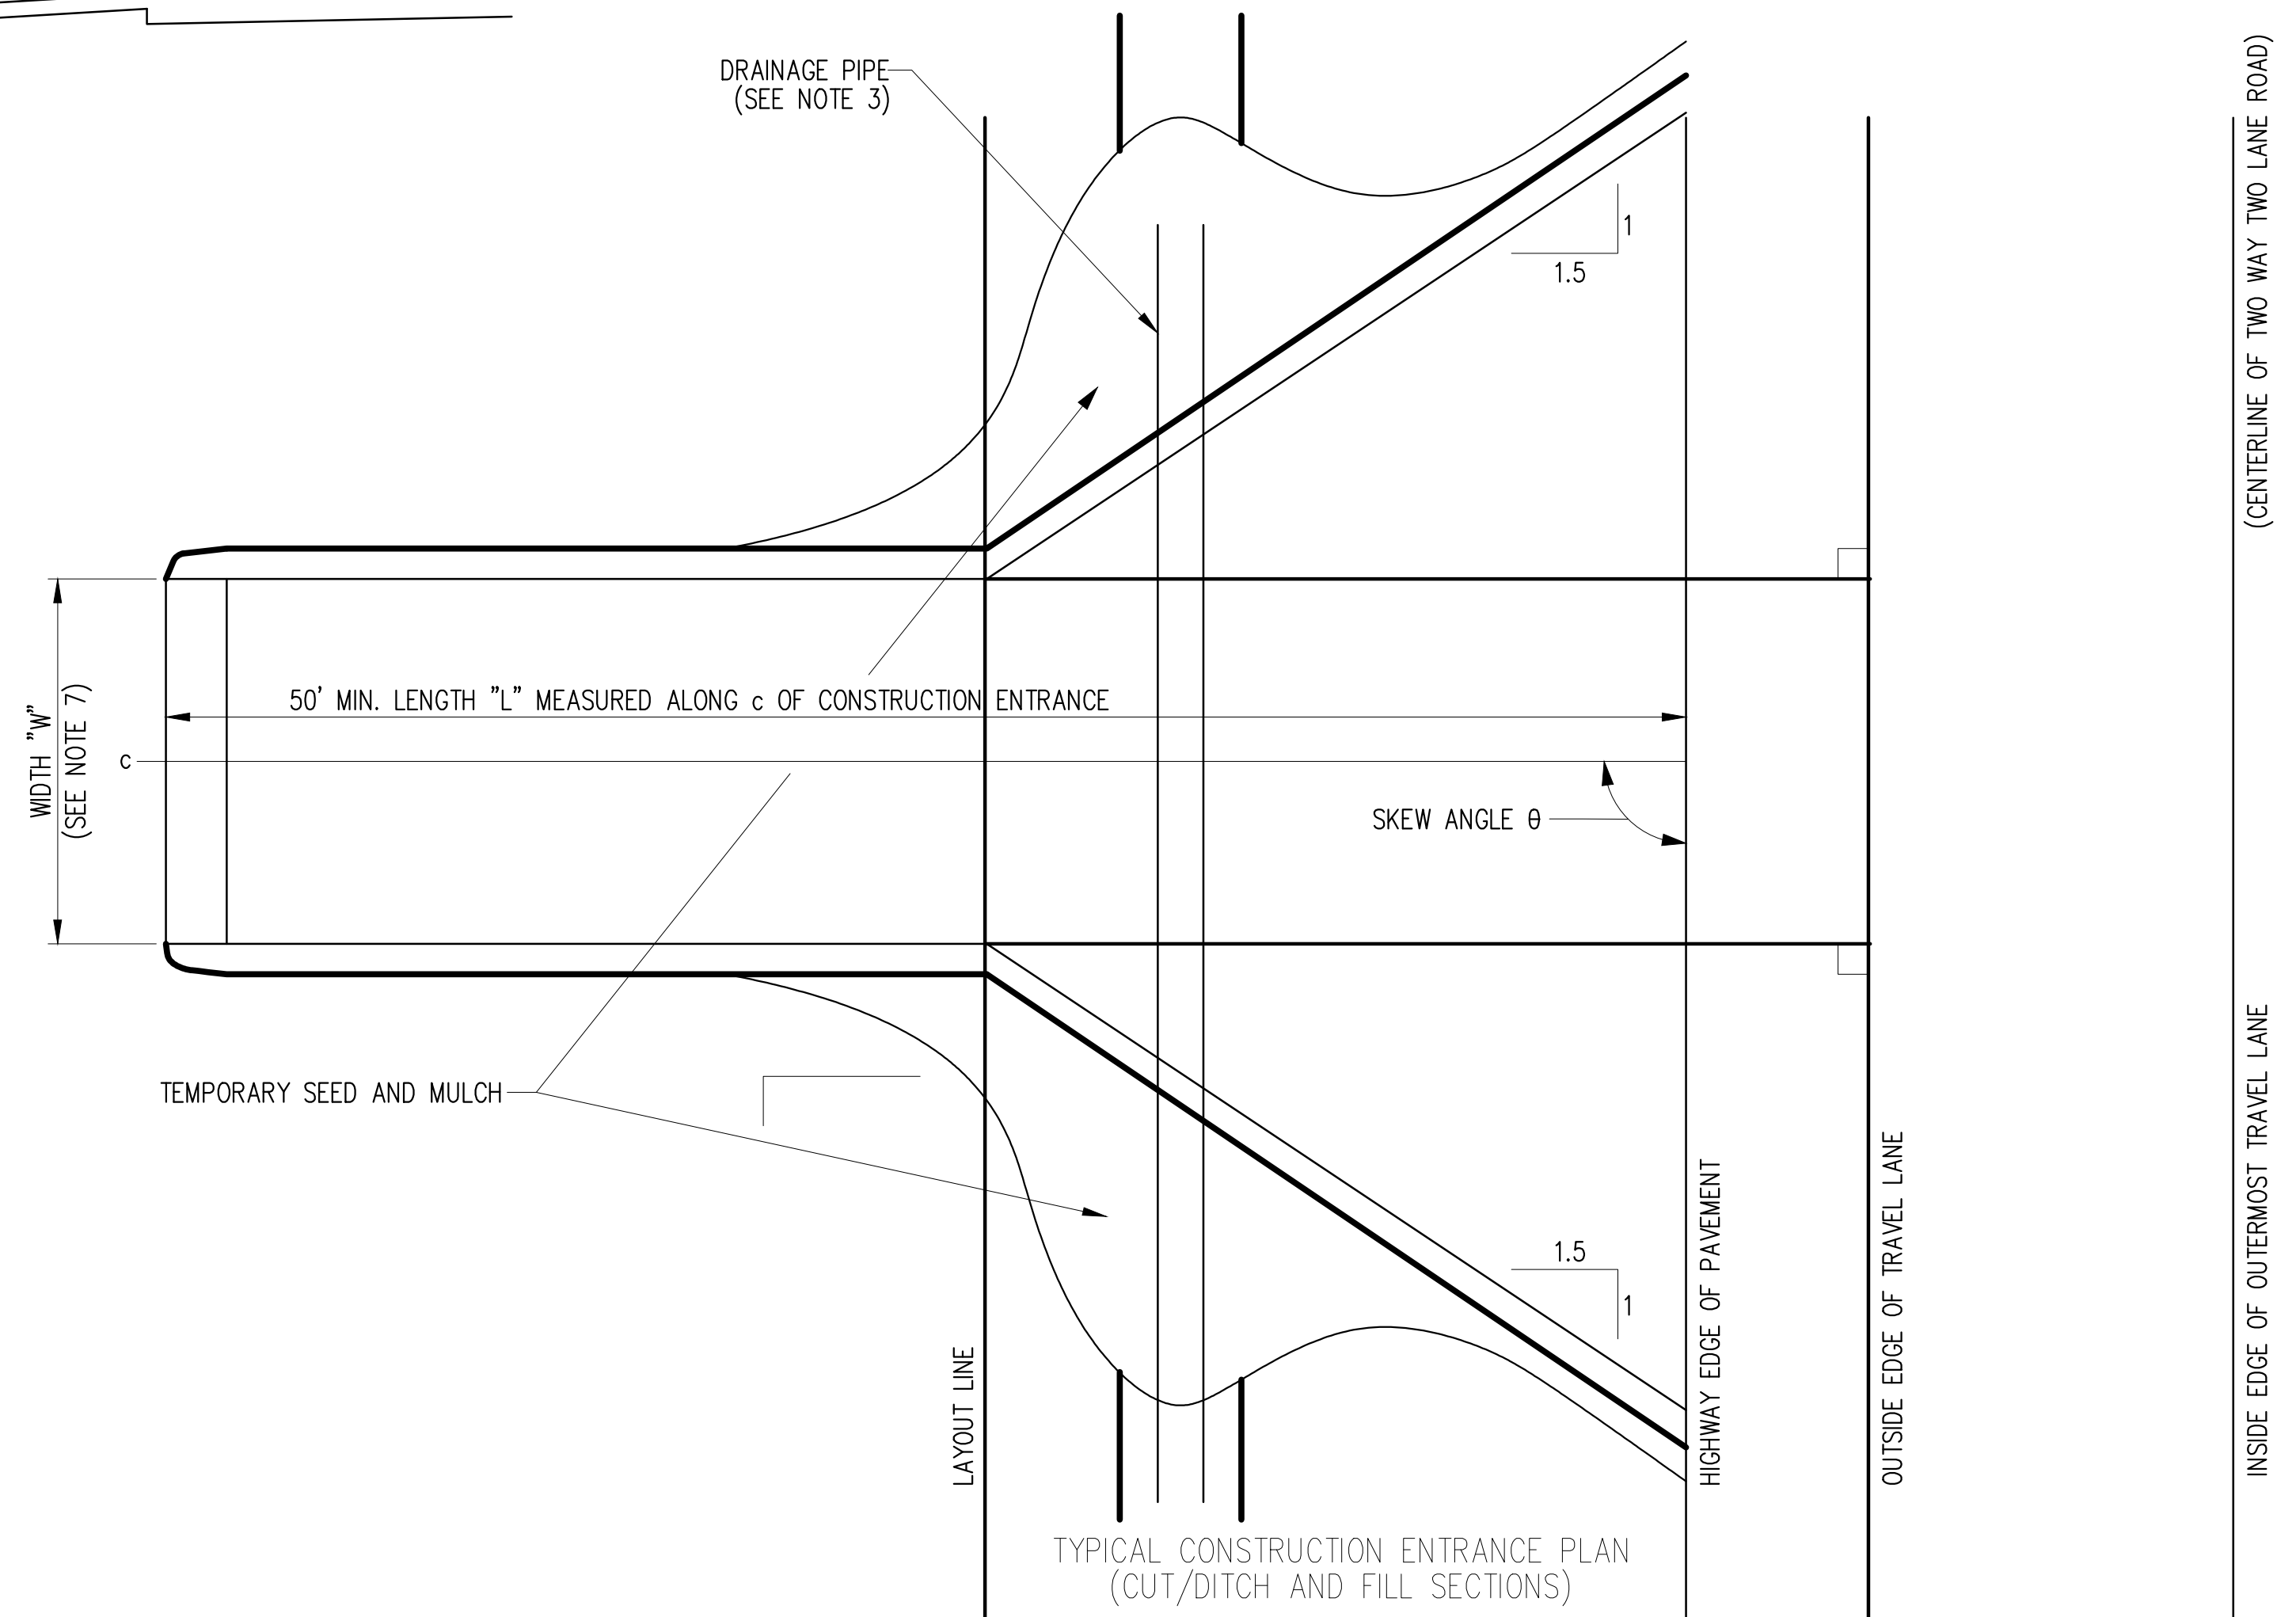 DRAINAGE PIPE
(SEE NOTE 3)
(CENTERLINE OF TWO WAY TWO LANE ROAD)
1
1.5
50' MIN. LENGTH "L" MEASURED ALONG c OF CONSTRUCTION ENTRANCE
WIDTH "W"
(SEE NOTE 7)
c
SKEW ANGLE θ
TEMPORARY SEED AND MULCH
1.5
1
LAYOUT LINE
HIGHWAY EDGE OF PAVEMENT
OUTSIDE EDGE OF TRAVEL LANE
INSIDE EDGE OF OUTERMOST TRAVEL LANE
TYPICAL CONSTRUCTION ENTRANCE PLAN
(CUT/DITCH AND FILL SECTIONS)